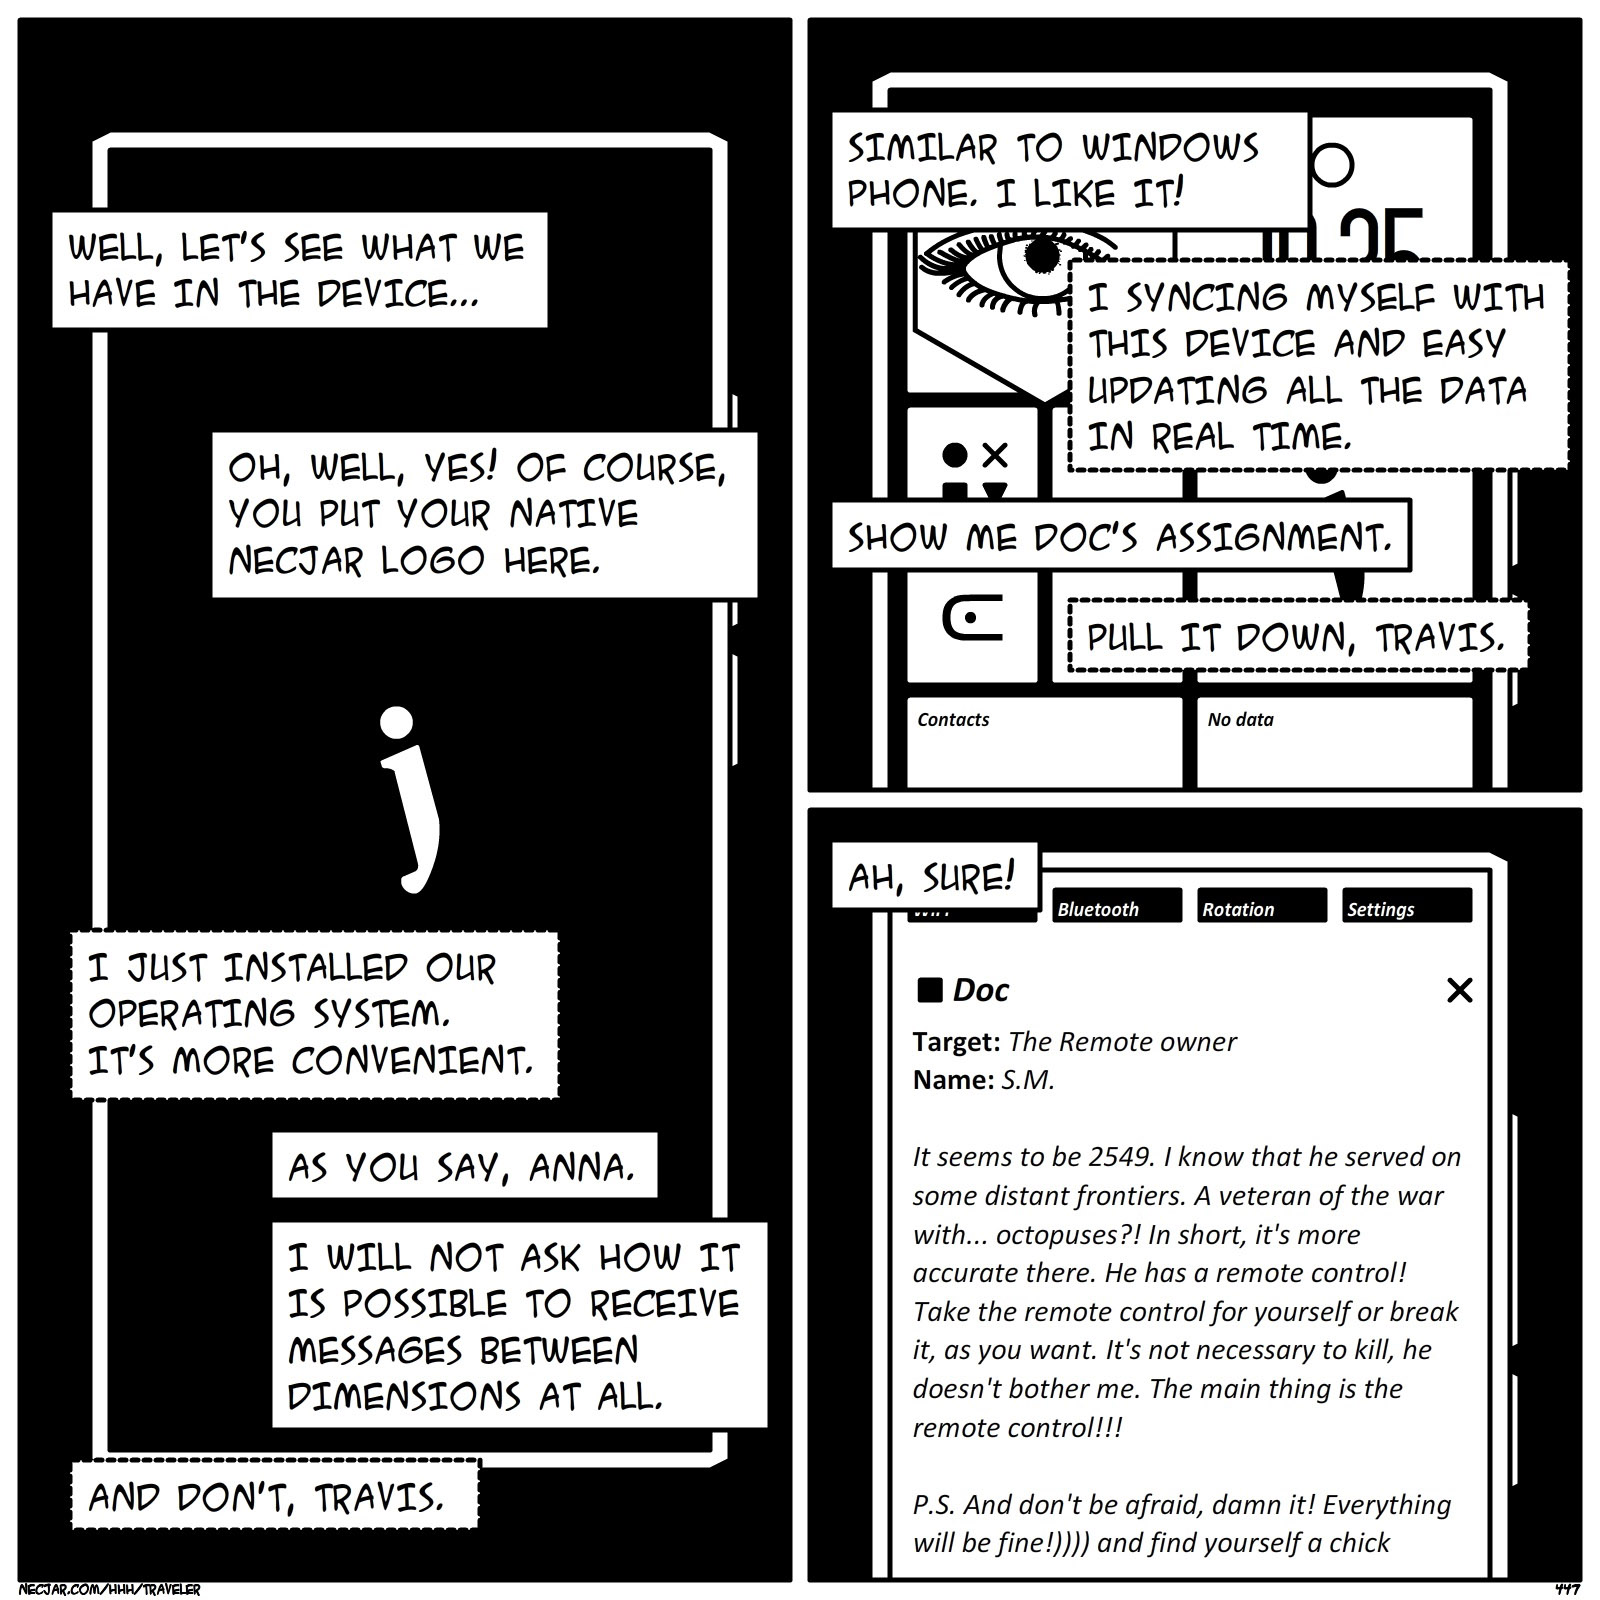 WELL, LET'S SEE WHAT WE
HAVE IN THE DEVICE...
OH, WELL, YES! OF COURSE,
YOU PUT YOUR NATIVE
NECJAR LOGO HERE.
j
I JUST INSTALLED OUR
OPERATING SYSTEM.
IT'S MORE CONVENIENT.
AS YOU SAY, ANNA.
I WILL NOT ASK HOW IT
IS POSSIBLE TO RECEIVE
MESSAGES BETWEEN
DIMENSIONS AT ALL.
AND DON'T, TRAVIS.
SIMILAR TO WINDOWS
PHONE. I LIKE IT!
I SYNCING MYSELF WITH
THIS DEVICE AND EASY
UPDATING ALL THE DATA
IN REAL TIME.
SHOW ME DOC'S ASSIGNMENT.
PULL IT DOWN, TRAVIS.
Contacts
No data
AH, SURE!
Bluetooth
Rotation
Settings
Doc
Target: The Remote owner
Name: S.M.
It seems to be 2549. I know that he served on
some distant frontiers. A veteran of the war
with... octopuses?! In short, it's more
accurate there. He has a remote control!
Take the remote control for yourself or break
it, as you want. It's not necessary to kill, he
doesn't bother me. The main thing is the
remote control!!!
P.S. And don't be afraid, damn it! Everything
will be fine!)))) and find yourself a chick
NECJAR.COM/HHH/TRAVELER
447